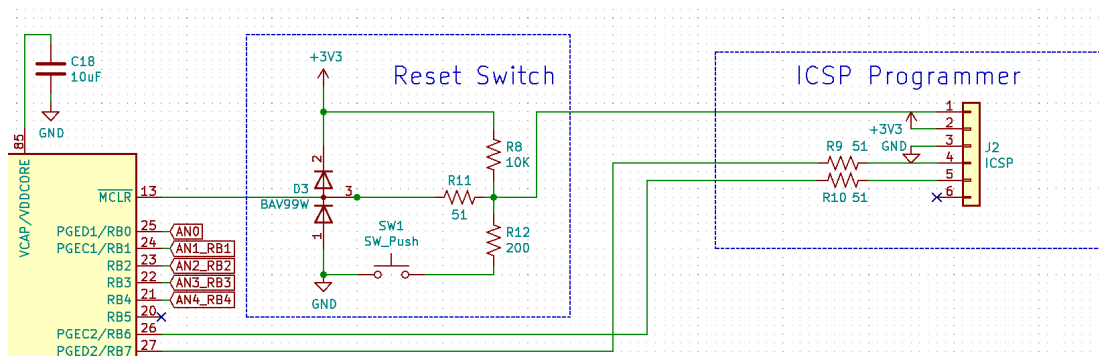 C18
10uF
GND
85
VCAP/VDDCORE
MCLR 13
PGED1/RB0 25 AN0
PGEC1/RB1 24 AN1_RB1
RB2 23 AN2_RB2
RB3 22 AN3_RB3
RB4 21 AN4_RB4
RB5 20
PGEC2/RB6 26
PGED2/RB7 27
Reset Switch
+3V3
2
D3
BAV99W
3
1
GND
R8
10K
R11
51
R12
200
SW1
SW_Push
ICSP Programmer
1
+3V3 2
GND 3
R9 51 4
R10 51 5
6
J2
ICSP